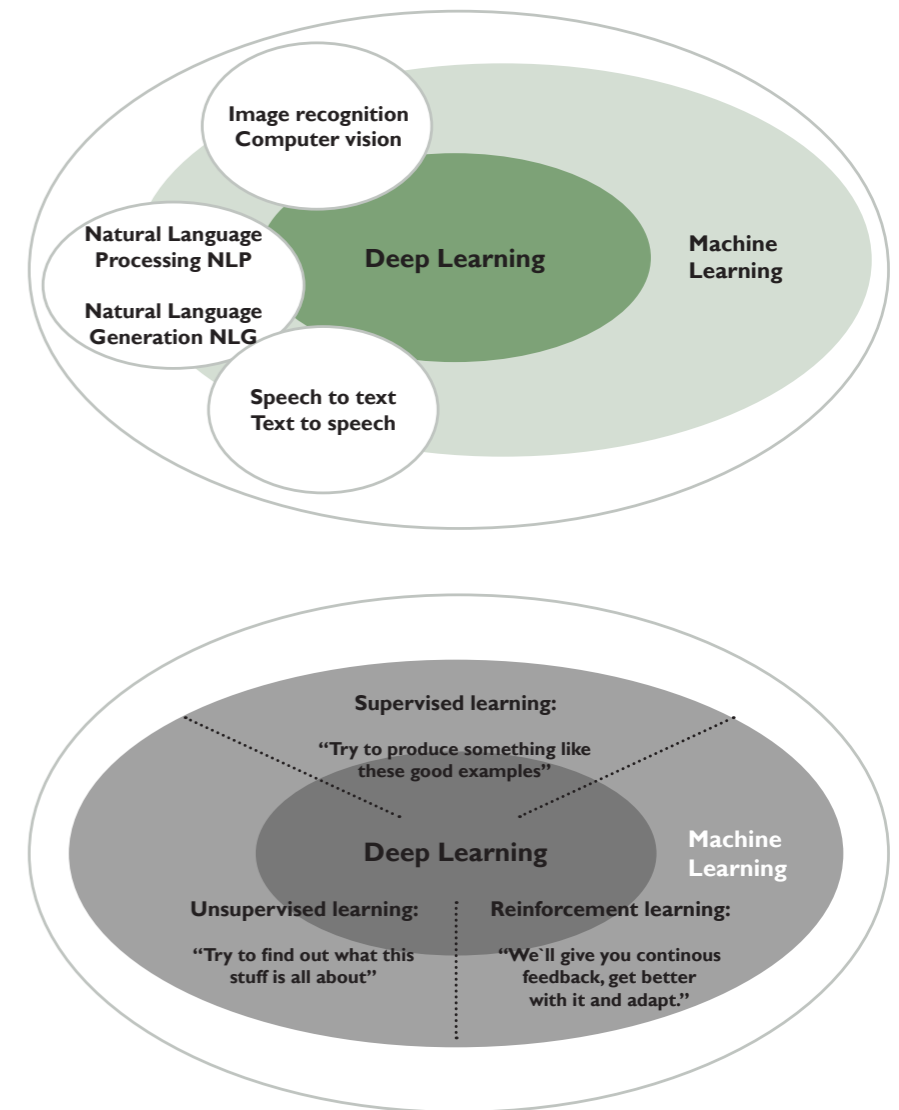 Image recognition
Computer vision
Natural Language
Processing NLP
Natural Language
Generation NLG
Deep Learning
Machine
Learning
Speech to text
Text to speech
Supervised learning:
“Try to produce something like
these good examples”
Deep Learning
Machine
Learning
Unsupervised learning:
“Try to find out what this
stuff is all about”
Reinforcement learning:
“We`ll give you continous
feedback, get better
with it and adapt.”